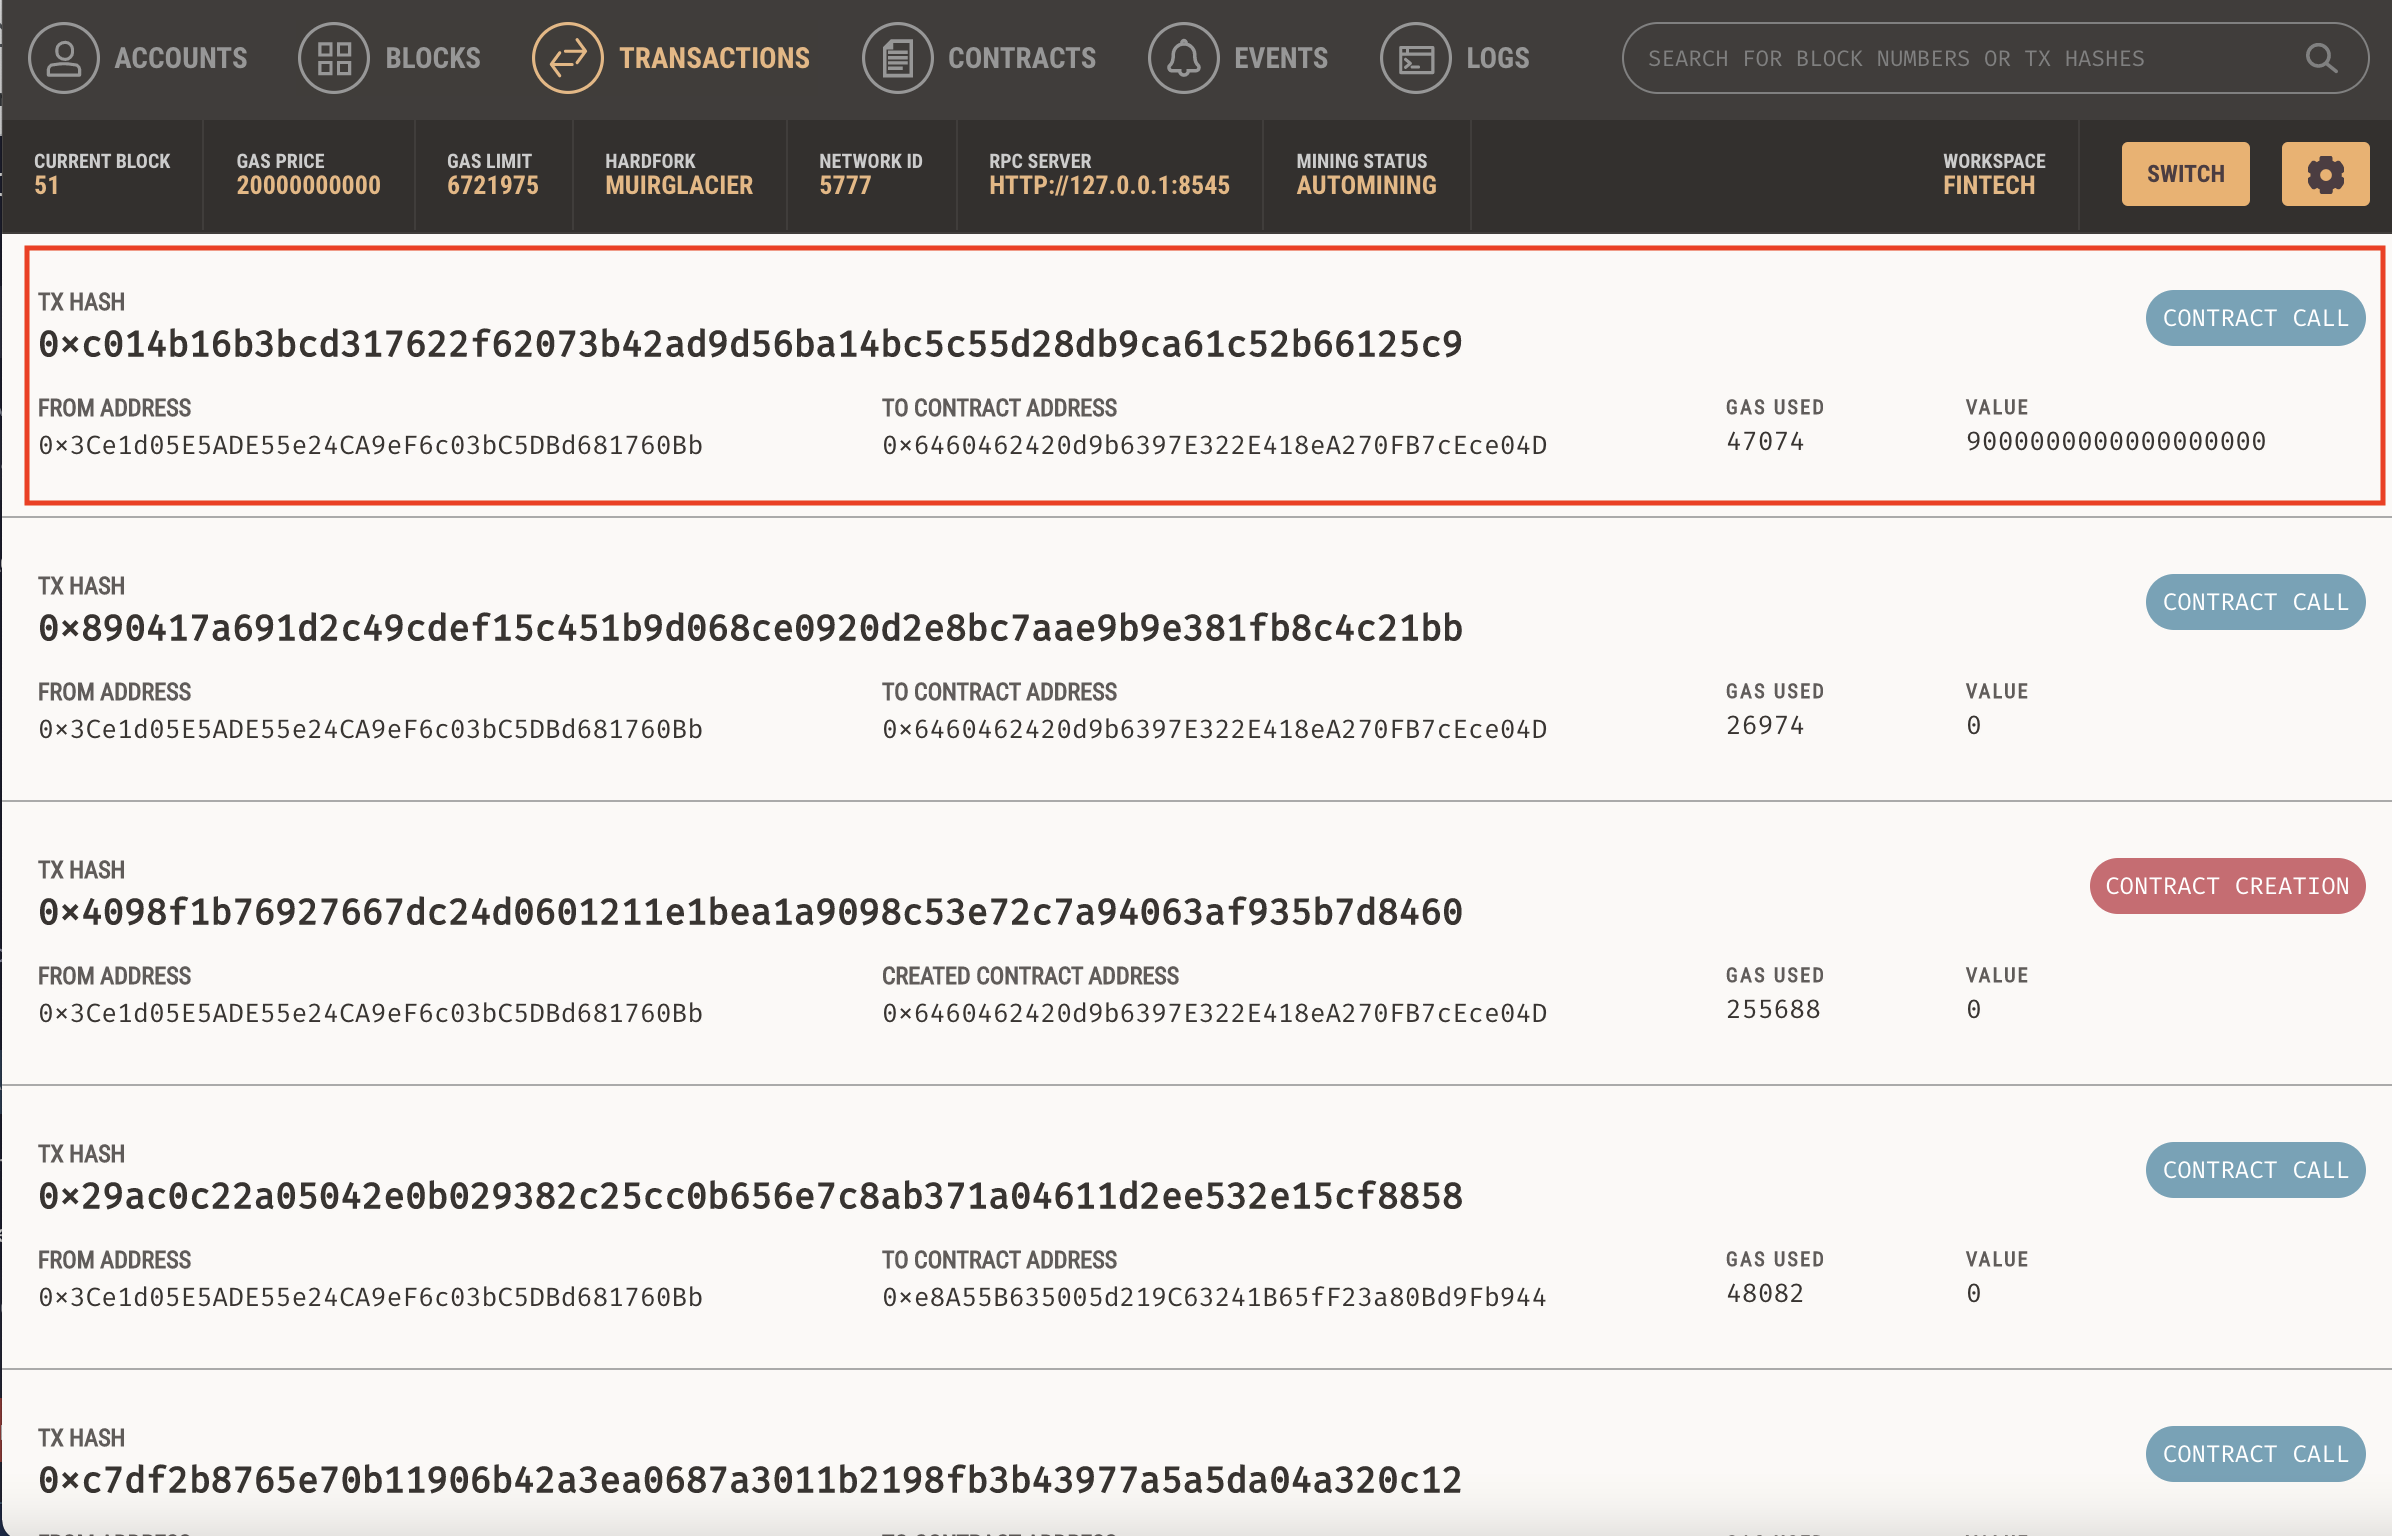 ACCOUNTS BLOCKS TRANSACTIONS CONTRACTS EVENTS LOGS SEARCH FOR BLOCK NUMBERS OR TX HASHES
CURRENT BLOCK GAS PRICE GAS LIMIT HARDFORK NETWORK ID RPC SERVER MINING STATUS WORKSPACE
51 20000000000 6721975 MUIRGLACIER 5777 HTTP://127.0.0.1:8545 AUTOMINING FINTECH SWITCH
TX HASH
0×c014b16b3bcd317622f62073b42ad9d56ba14bc5c55d28db9ca61c52b66125c9 CONTRACT CALL
FROM ADDRESS TO CONTRACT ADDRESS GAS USED VALUE
0×3Ce1d05E5ADE55e24CA9eF6c03bC5DBd681760Bb 0×6460462420d9b6397E322E418eA270FB7cEce04D 47074 9000000000000000000
TX HASH
0×890417a691d2c49cdef15c451b9d068ce0920d2e8bc7aae9b9e381fb8c4c21bb CONTRACT CALL
FROM ADDRESS TO CONTRACT ADDRESS GAS USED VALUE
0×3Ce1d05E5ADE55e24CA9eF6c03bC5DBd681760Bb 0×6460462420d9b6397E322E418eA270FB7cEce04D 26974 0
TX HASH
0×4098f1b76927667dc24d0601211e1bea1a9098c53e72c7a94063af935b7d8460 CONTRACT CREATION
FROM ADDRESS CREATED CONTRACT ADDRESS GAS USED VALUE
0×3Ce1d05E5ADE55e24CA9eF6c03bC5DBd681760Bb 0×6460462420d9b6397E322E418eA270FB7cEce04D 255688 0
TX HASH
0×29ac0c22a05042e0b029382c25cc0b656e7c8ab371a04611d2ee532e15cf8858 CONTRACT CALL
FROM ADDRESS TO CONTRACT ADDRESS GAS USED VALUE
0×3Ce1d05E5ADE55e24CA9eF6c03bC5DBd681760Bb 0×e8A55B635005d219C63241B65fF23a80Bd9Fb944 48082 0
TX HASH
0×c7df2b8765e70b11906b42a3ea0687a3011b2198fb3b43977a5a5da04a320c12 CONTRACT CALL